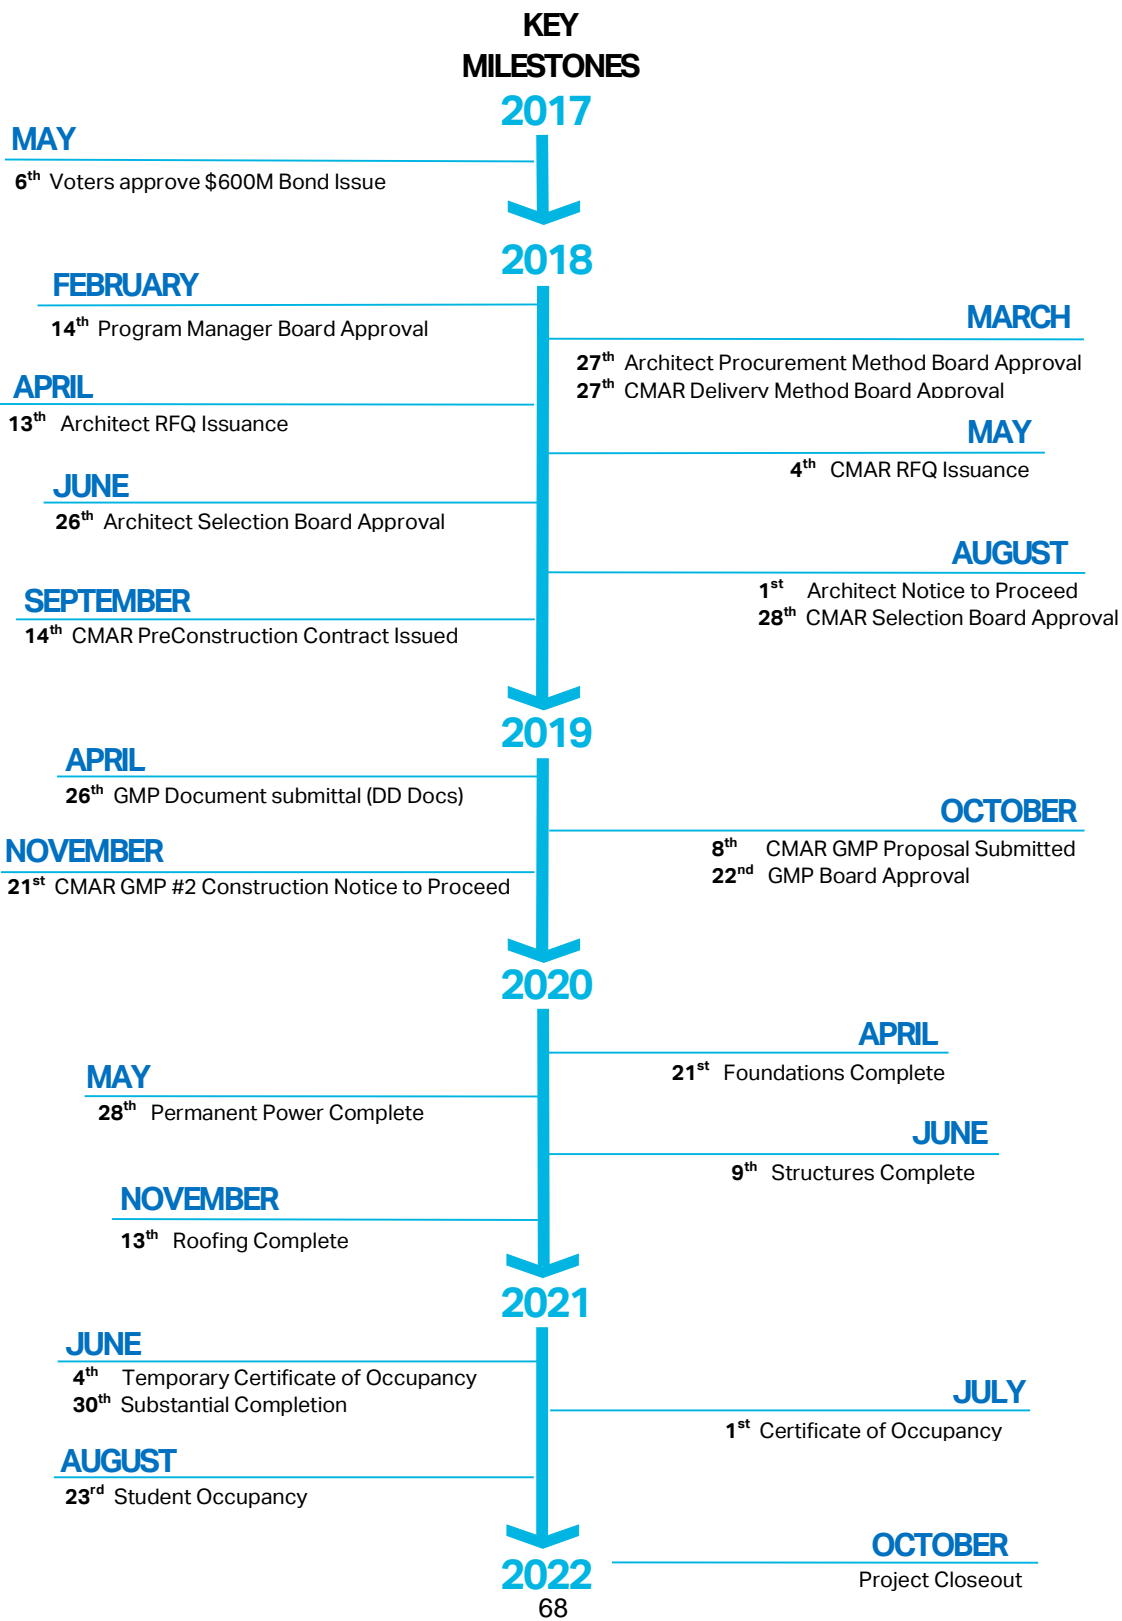 KEY
MILESTONES
2017
MAY
6th Voters approve $600M Bond Issue
2018
FEBRUARY
14th Program Manager Board Approval
MARCH
27th Architect Procurement Method Board Approval
27th CMAR Delivery Method Board Approval
APRIL
13th Architect RFQ Issuance
MAY
4th CMAR RFQ Issuance
JUNE
26th Architect Selection Board Approval
AUGUST
1st Architect Notice to Proceed
28th CMAR Selection Board Approval
SEPTEMBER
14th CMAR PreConstruction Contract Issued
2019
APRIL
26th GMP Document submittal (DD Docs)
OCTOBER
8th CMAR GMP Proposal Submitted
22nd GMP Board Approval
NOVEMBER
21st CMAR GMP #2 Construction Notice to Proceed
2020
APRIL
21st Foundations Complete
MAY
28th Permanent Power Complete
JUNE
9th Structures Complete
NOVEMBER
13th Roofing Complete
2021
JUNE
4th Temporary Certificate of Occupancy
30th Substantial Completion
JULY
1st Certificate of Occupancy
AUGUST
23rd Student Occupancy
2022
OCTOBER
Project Closeout
68